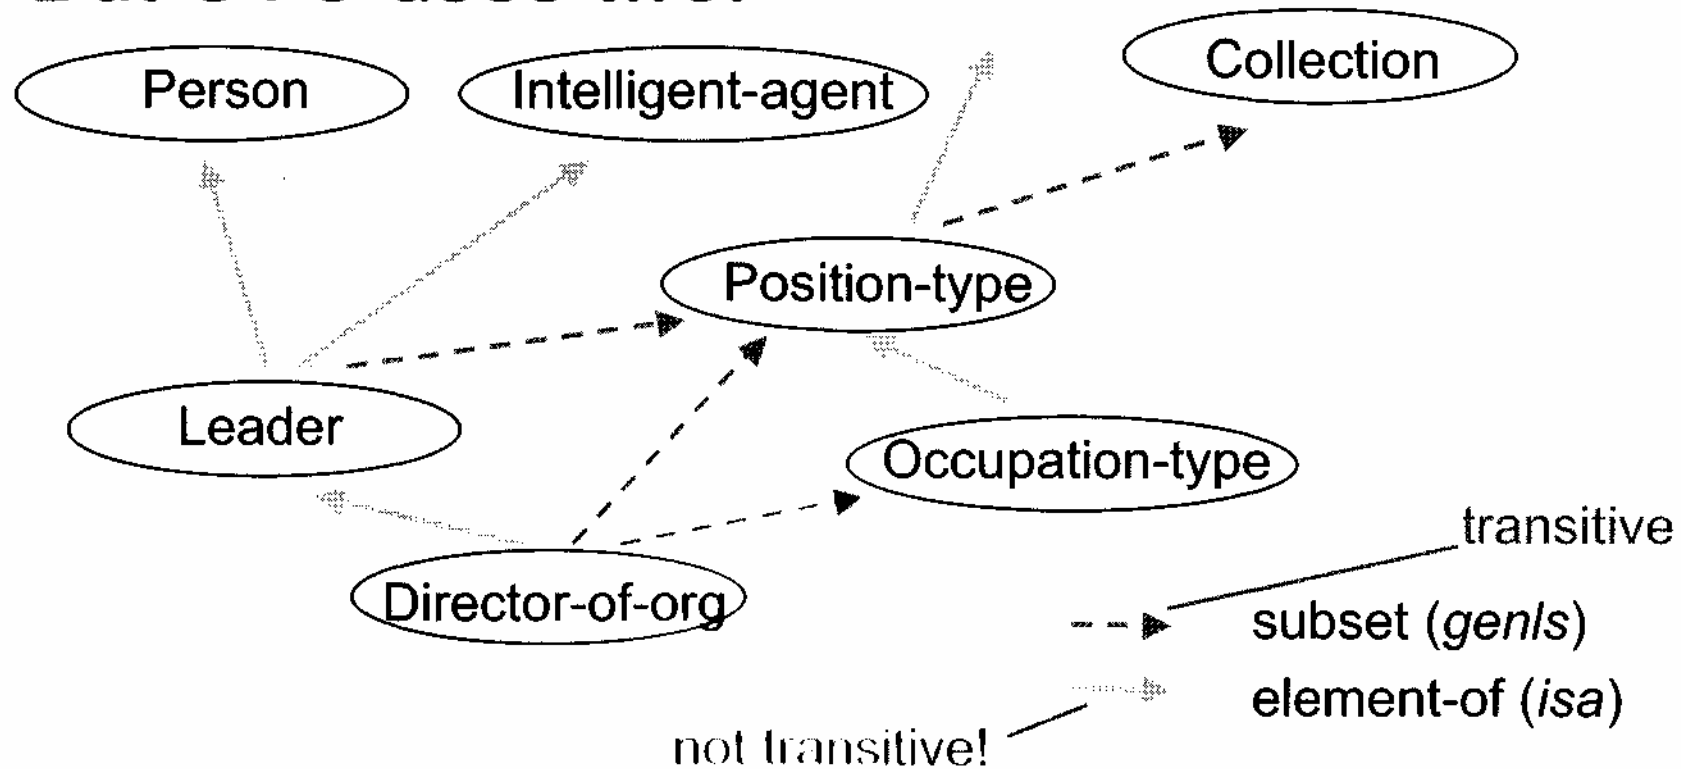 Person
Intelligent-agent
Collection
Position-type
Leader
Occupation-type
Director-of-org
transitive
subset (genls)
element-of (isa)
not transitive!